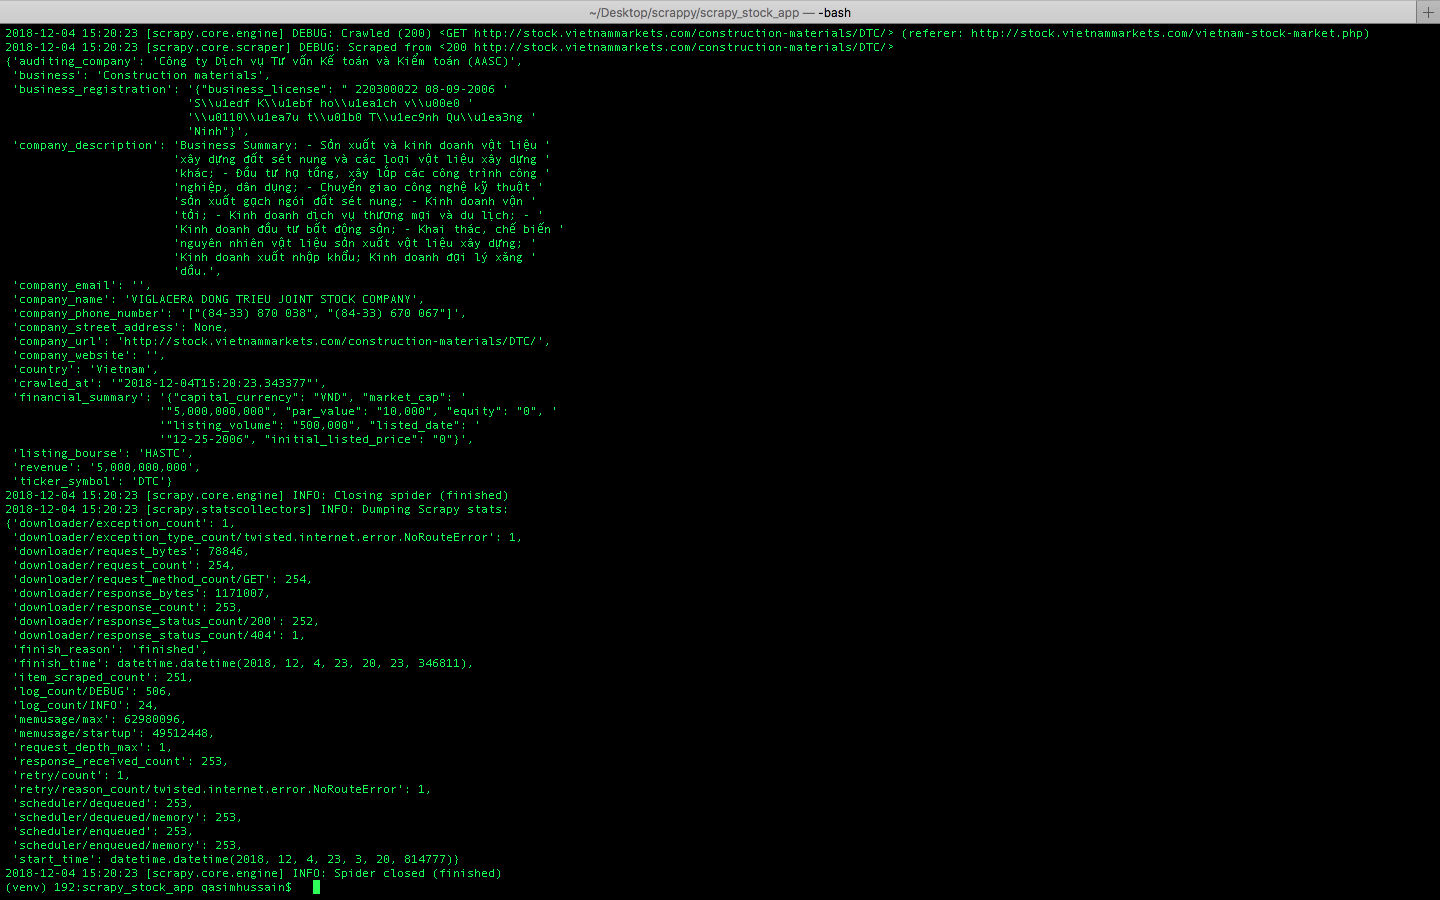 ~/Desktop/scrappy/scrapy_stock_app — -bash
2018-12-04 15:20:23 [scrapy.core.engine] DEBUG: Crawled (200) <GET http://stock.vietnammarkets.com/construction-materials/DTC/> (referer: http://stock.vietnammarkets.com/vietnam-stock-market.php)
2018-12-04 15:20:23 [scrapy.core.scraper] DEBUG: Scraped from <200 http://stock.vietnammarkets.com/construction-materials/DTC/>
{'auditing_company': 'Công ty Dịch vụ Tư vấn Kế toán và Kiểm toán (AASC)',
 'business': 'Construction materials',
 'business_registration': '{"business_license": " 220300022 08-09-2006 '
                          'S\\u1edf K\\u1ebf ho\\u1ea1ch v\\u00e0 '
                          '\\u0110\\u1ea7u t\\u01b0 T\\u1ec9nh Qu\\u1ea3ng '
                          'Ninh"}',
 'company_description': 'Business Summary: - Sản xuất và kinh doanh vật liệu '
                        'xây dựng đất sét nung và các loại vật liệu xây dựng '
                        'khác; - Đầu tư hạ tầng, xây lắp các công trình công '
                        'nghiệp, dân dụng; - Chuyển giao công nghệ kỹ thuật '
                        'sản xuất gạch ngói đất sét nung; - Kinh doanh vận '
                        'tải; - Kinh doanh dịch vụ thương mại và du lịch; - '
                        'Kinh doanh đầu tư bất động sản; - Khai thác, chế biến '
                        'nguyên nhiên vật liệu sản xuất vật liệu xây dựng; '
                        'Kinh doanh xuất nhập khẩu; Kinh doanh đại lý xăng '
                        'dầu.',
 'company_email': '',
 'company_name': 'VIGLACERA DONG TRIEU JOINT STOCK COMPANY',
 'company_phone_number': '["(84-33) 870 038", "(84-33) 670 067"]',
 'company_street_address': None,
 'company_url': 'http://stock.vietnammarkets.com/construction-materials/DTC/',
 'company_website': '',
 'country': 'Vietnam',
 'crawled_at': '"2018-12-04T15:20:23.343377"',
 'financial_summary': '{"capital_currency": "VND", "market_cap": '
                      '"5,000,000,000", "par_value": "10,000", "equity": "0", '
                      '"listing_volume": "500,000", "listed_date": '
                      '"12-25-2006", "initial_listed_price": "0"}',
 'listing_bourse': 'HASTC',
 'revenue': '5,000,000,000',
 'ticker_symbol': 'DTC'}
2018-12-04 15:20:23 [scrapy.core.engine] INFO: Closing spider (finished)
2018-12-04 15:20:23 [scrapy.statscollectors] INFO: Dumping Scrapy stats:
{'downloader/exception_count': 1,
 'downloader/exception_type_count/twisted.internet.error.NoRouteError': 1,
 'downloader/request_bytes': 78846,
 'downloader/request_count': 254,
 'downloader/request_method_count/GET': 254,
 'downloader/response_bytes': 1171007,
 'downloader/response_count': 253,
 'downloader/response_status_count/200': 252,
 'downloader/response_status_count/404': 1,
 'finish_reason': 'finished',
 'finish_time': datetime.datetime(2018, 12, 4, 23, 20, 23, 346811),
 'item_scraped_count': 251,
 'log_count/DEBUG': 506,
 'log_count/INFO': 24,
 'memusage/max': 62980096,
 'memusage/startup': 49512448,
 'request_depth_max': 1,
 'response_received_count': 253,
 'retry/count': 1,
 'retry/reason_count/twisted.internet.error.NoRouteError': 1,
 'scheduler/dequeued': 253,
 'scheduler/dequeued/memory': 253,
 'scheduler/enqueued': 253,
 'scheduler/enqueued/memory': 253,
 'start_time': datetime.datetime(2018, 12, 4, 23, 3, 20, 814777)}
2018-12-04 15:20:23 [scrapy.core.engine] INFO: Spider closed (finished)
(venv) 192:scrapy_stock_app qasimhussain$